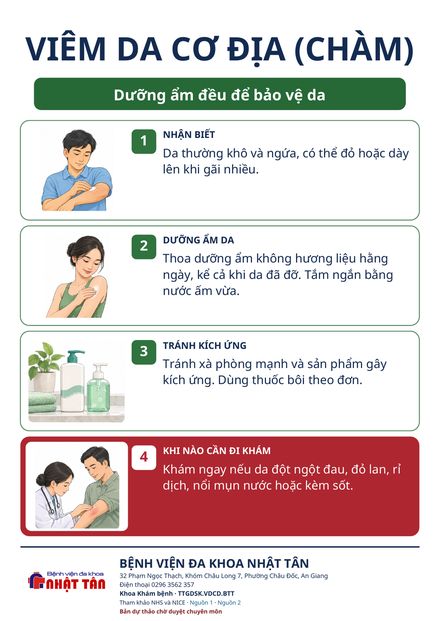 VIÊM DA CƠ ĐỊA (CHÀM)
Dưỡng ẩm đều để bảo vệ da
1
NHẬN BIẾT
Da thường khô và ngứa, có thể đỏ hoặc dày
lên khi gãi nhiều.
2
DƯỠNG ẨM DA
Thoa dưỡng ẩm không hương liệu hằng
ngày, kể cả khi da đã đỡ. Tắm ngắn bằng
nước ấm vừa.
3
TRÁNH KÍCH ỨNG
Tránh xà phòng mạnh và sản phẩm gây
kích ứng. Dùng thuốc bôi theo đơn.
4
KHI NÀO CẦN ĐI KHÁM
Khám ngay nếu da đột ngột đau, đỏ lan, rỉ
dịch, nổi mụn nước hoặc kèm sốt.
Bệnh viện đa khoa
NHẬT TÂN
BỆNH VIỆN ĐA KHOA NHẬT TÂN
32 Phạm Ngọc Thạch, Khóm Châu Long 7, Phường Châu Đốc, An Giang
Điện thoại 0296 3562 357
Khoa Khám bệnh · TTGDSK.VDCD.BTT
Tham khảo NHS và NICE · Nguồn 1 · Nguồn 2
Bản dự thảo chờ duyệt chuyên môn